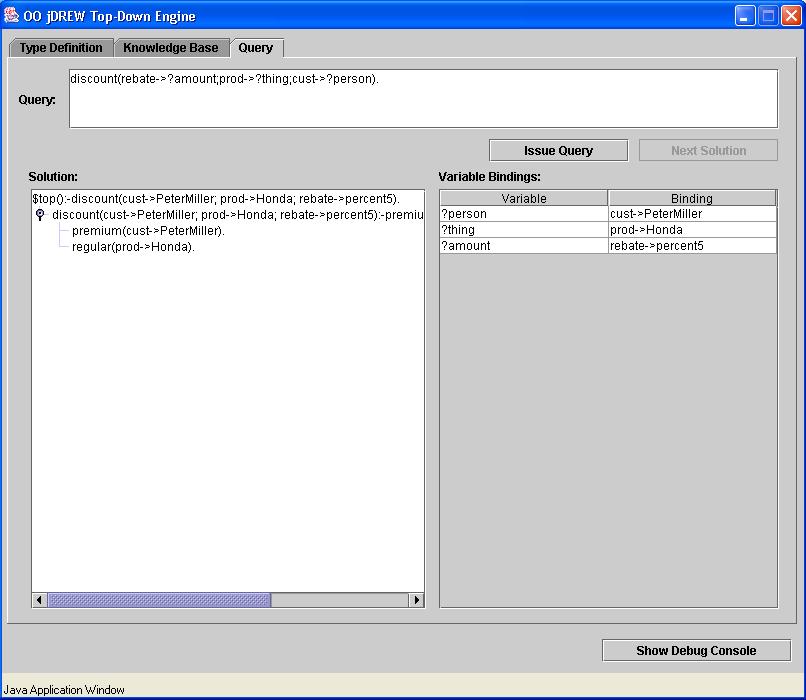 OO jDREW Top-Down Engine
Type Definition Knowledge Base Query
Query:
discount(rebate->?amount;prod->?thing;cust->?person).
Issue Query Next Solution
Solution:
Variable Bindings:
$top():-discount(cust->PeterMiller; prod->Honda; rebate->percent5).
discount(cust->PeterMiller; prod->Honda; rebate->percent5):-premiu
premium(cust->PeterMiller).
regular(prod->Honda).
Variable Binding
?person cust->PeterMiller
?thing prod->Honda
?amount rebate->percent5
Show Debug Console
Java Application Window